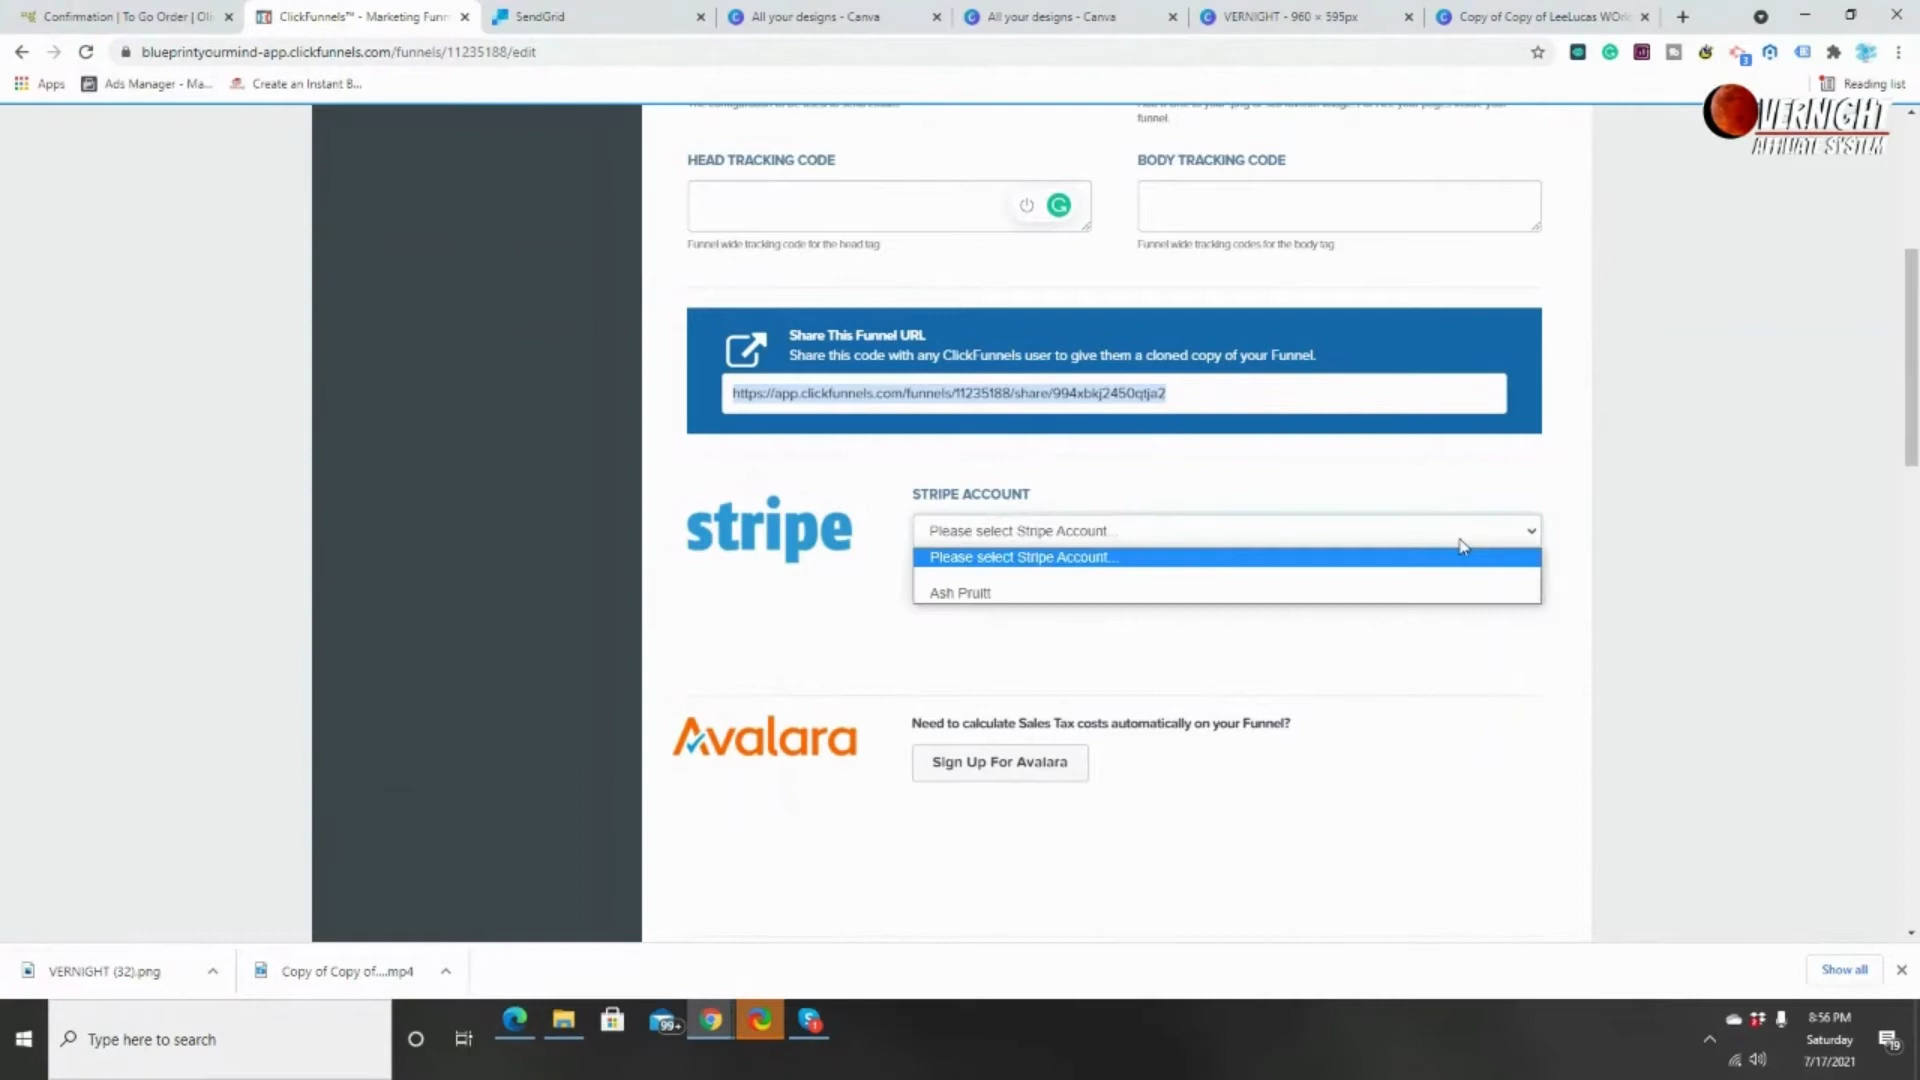 Confirmation | To Go Order | Oli
ClickFunnels™ - Marketing Funn
SendGrid
All your designs - Canva
All your designs - Canva
VERNIGHT - 960 × 595px
Copy of Copy of LeeLucas WOrk
blueprintyourmind-app.clickfunnels.com/funnels/11235188/edit
Apps
Ads Manager - Ma...
Create an Instant B...
Reading list
VERNIGHT
AFFILIATE SYSTEM
funnel.
HEAD TRACKING CODE
BODY TRACKING CODE
Funnel wide tracking code for the head tag
Funnel wide tracking codes for the body tag
Share This Funnel URL
Share this code with any ClickFunnels user to give them a cloned copy of your Funnel.
https://app.clickfunnels.com/funnels/11235188/share/994xbkj2450qtja2
stripe
STRIPE ACCOUNT
Please select Stripe Account...
Please select Stripe Account...
Ash Pruitt
Avalara
Need to calculate Sales Tax costs automatically on your Funnel?
Sign Up For Avalara
VERNIGHT (32).png
Copy of Copy of....mp4
Show all
Type here to search
99+
8:56 PM
Saturday
7/17/2021
19